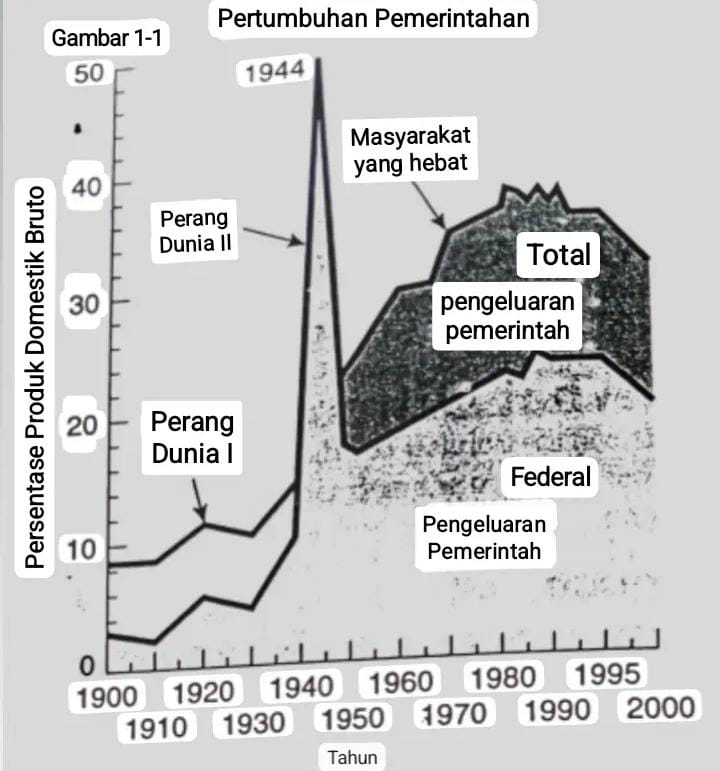 Pertumbuhan Pemerintahan
Gambar 1-1
50
1944
Masyarakat
yang hebat
40
Perang
Dunia II
Total
30
pengeluaran
pemerintah
Persentase Produk Domestik Bruto
20
Perang
Dunia I
Federal
Pengeluaran
Pemerintah
10
0
1900 1920 1940 1960 1980 1995
1910 1930 1950 1970 1990 2000
Tahun